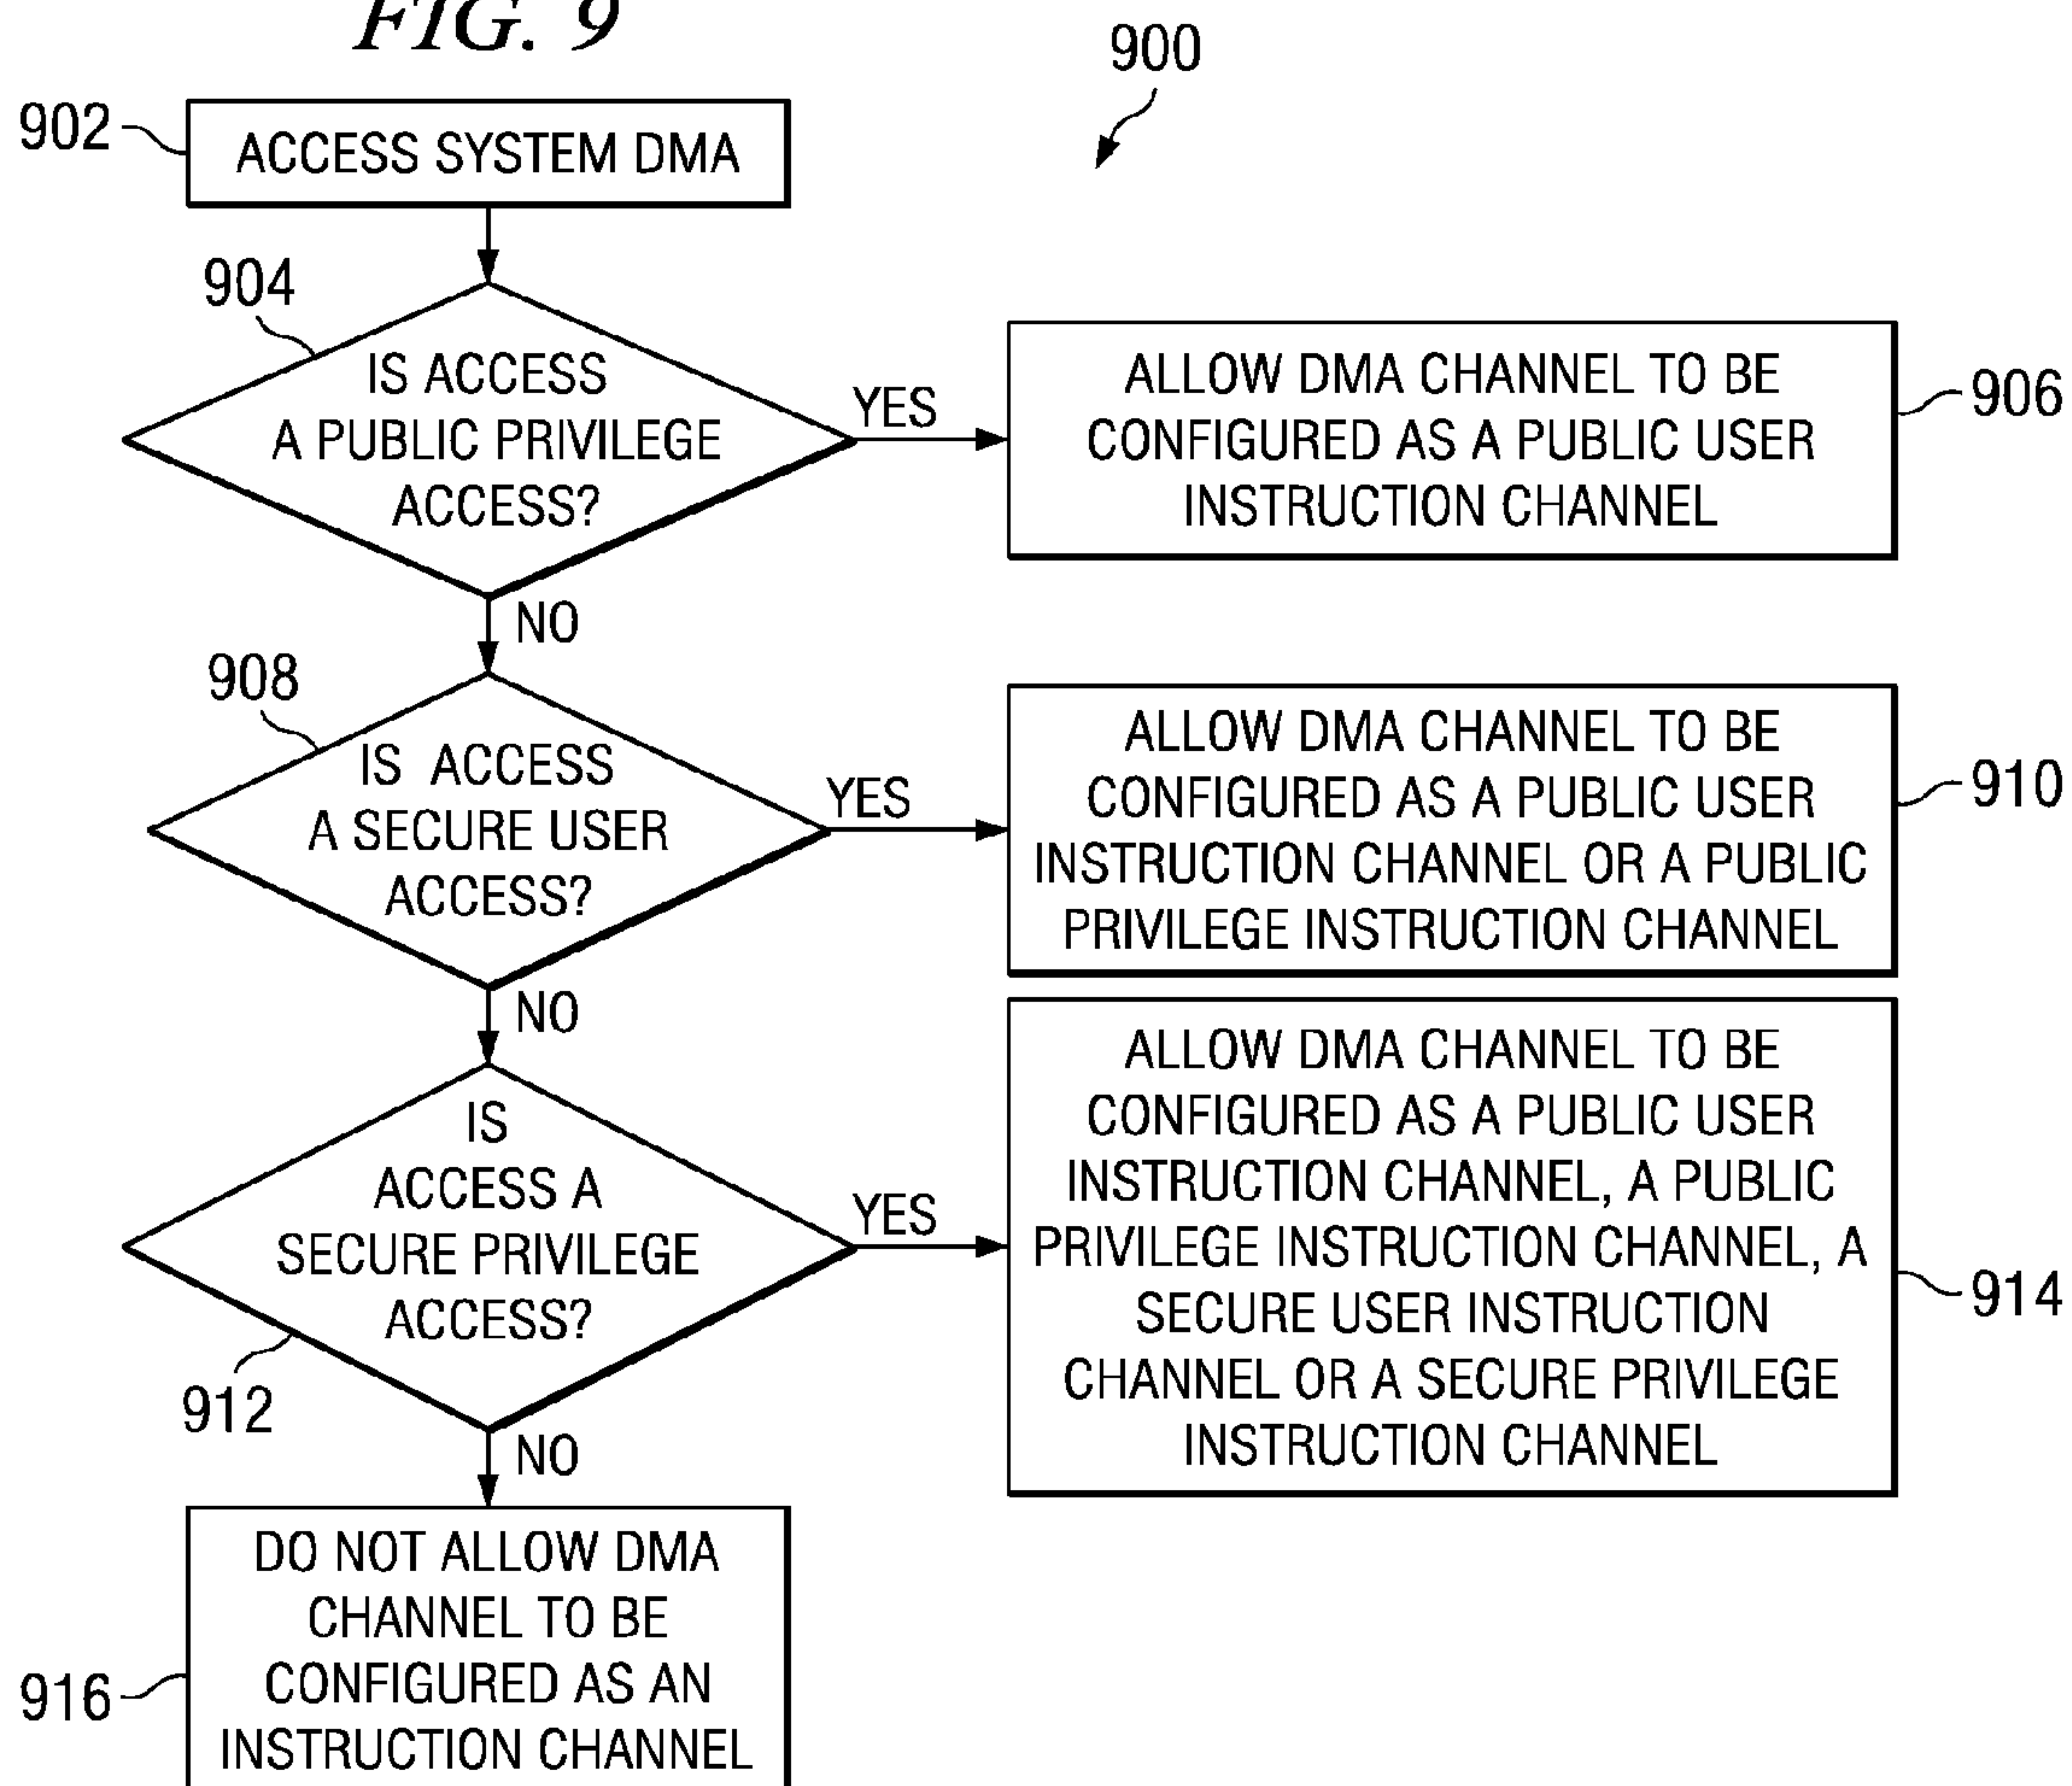 FIG. 9
900
902
ACCESS SYSTEM DMA
904
IS ACCESS
A PUBLIC PRIVILEGE
ACCESS?
YES
ALLOW DMA CHANNEL TO BE
CONFIGURED AS A PUBLIC USER
INSTRUCTION CHANNEL
906
NO
908
IS ACCESS
A SECURE USER
ACCESS?
YES
ALLOW DMA CHANNEL TO BE
CONFIGURED AS A PUBLIC USER
INSTRUCTION CHANNEL OR A PUBLIC
PRIVILEGE INSTRUCTION CHANNEL
910
NO
IS
ACCESS A
SECURE PRIVILEGE
ACCESS?
912
YES
ALLOW DMA CHANNEL TO BE
CONFIGURED AS A PUBLIC USER
INSTRUCTION CHANNEL, A PUBLIC
PRIVILEGE INSTRUCTION CHANNEL, A
SECURE USER INSTRUCTION
CHANNEL OR A SECURE PRIVILEGE
INSTRUCTION CHANNEL
914
NO
DO NOT ALLOW DMA
CHANNEL TO BE
CONFIGURED AS AN
INSTRUCTION CHANNEL
916